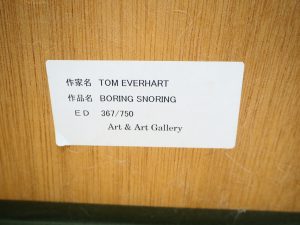 作家名 TOM EVERHART
作品名 BORING SNORING
ED 367/750
Art & Art Gallery